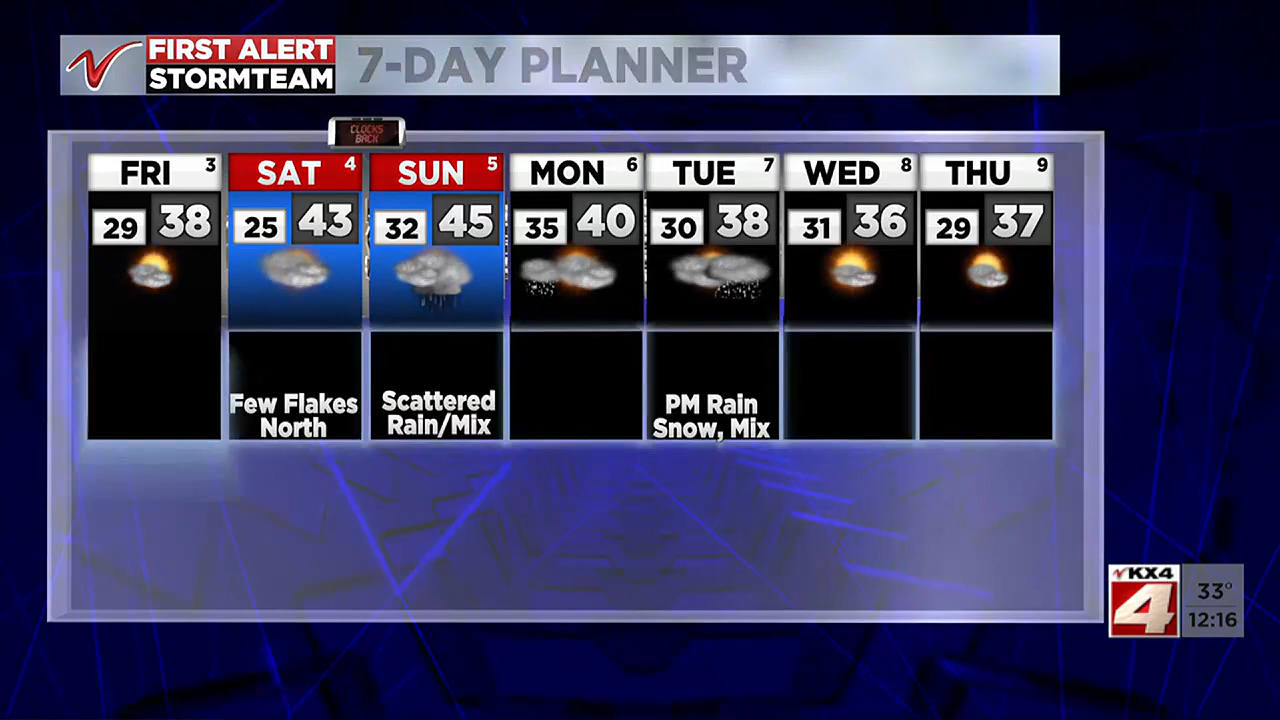 FIRST ALERT
STORMTEAM
7-DAY PLANNER
CLOCKS
BACK
FRI 3
SAT 4
SUN 5
MON 6
TUE 7
WED 8
THU 9
29 38
25 43
32 45
35 40
30 38
31 36
29 37
Few Flakes
North
Scattered
Rain/Mix
PM Rain
Snow, Mix
KX4
4
33°
12:16